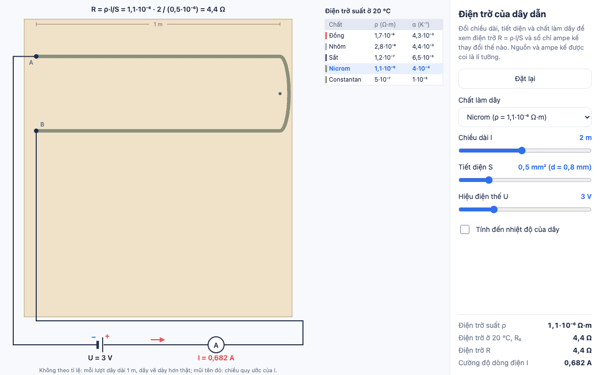 R = ρ·l/S = 1,1·10⁻⁶ · 2 / (0,5·10⁻⁶) = 4,4 Ω
1 m
A
S
− +
A
U = 3 V
I = 0,682 A
Không theo tỉ lệ: mỗi lượt dây dài 1 m, dây vẽ dày hơn thật; mũi tên đỏ: chiều quy ước của I.
Điện trở suất ở 20 °C
Chất ρ (Ω·m) α (K⁻¹)
Đồng 1,7·10⁻⁸ 4,3·10⁻³
Nhôm 2,8·10⁻⁸ 4,4·10⁻³
Sắt 1,2·10⁻⁷ 6,5·10⁻³
Nicrom 1,1·10⁻⁶ 4·10⁻⁴
Constantan 5·10⁻⁷ 1·10⁻⁵
Điện trở của dây dẫn
Đổi chiều dài, tiết diện và chất làm dây để
xem điện trở R = ρ·l/S và số chỉ ampe kế
thay đổi thế nào. Nguồn và ampe kế được
coi là lí tưởng.
Đặt lại
Chất làm dây
Nicrom (ρ = 1,1·10⁻⁶ Ω·m)
Chiều dài l 2 m
Tiết diện S 0,5 mm² (d = 0,8 mm)
Hiệu điện thế U 3 V
Tính đến nhiệt độ của dây
Điện trở suất ρ 1,1·10⁻⁶ Ω·m
Điện trở ở 20 °C, R₀ 4,4 Ω
Điện trở R 4,4 Ω
Cường độ dòng điện I 0,682 A